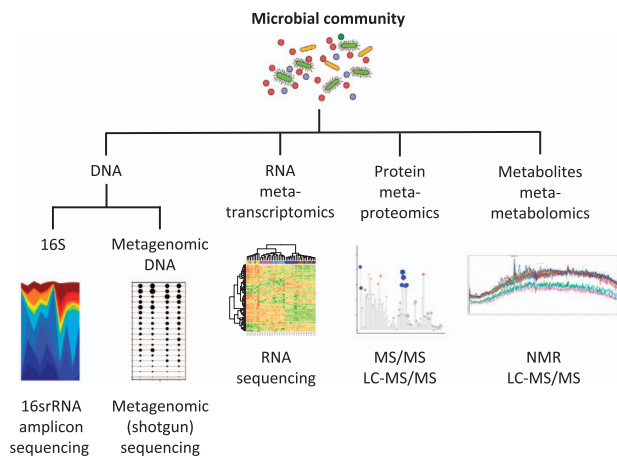 Microbial community
DNA
RNA
meta-
transcriptomics
Protein
meta-
proteomics
Metabolites
meta-
metabolomics
16S
Metagenomic
DNA
RNA
sequencing
MS/MS
LC-MS/MS
NMR
LC-MS/MS
16srRNA
amplicon
sequencing
Metagenomic
(shotgun)
sequencing